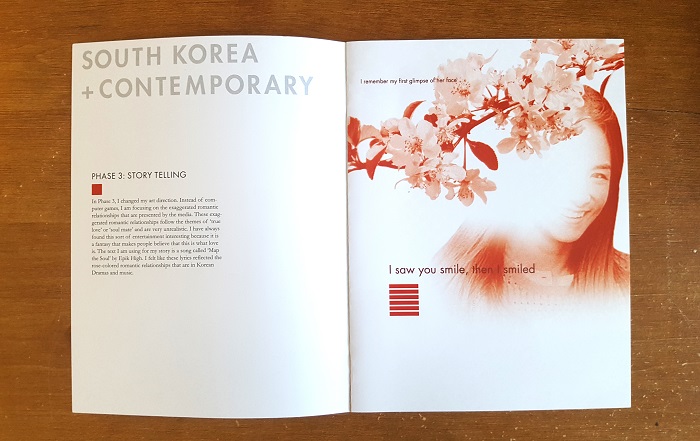 SOUTH KOREA
+ CONTEMPORARY
PHASE 3: STORY TELLING
In Phase 3, I changed my art direction. Instead of com-
puter games, I am focusing on the exaggerated romantic
relationships that are presented by the media. These exag-
gerated romantic relationships follow the themes of 'true
love' or 'soul mate' and are very unrealistic. I have always
found this sort of entertainment interesting because it is
a fantasy that makes people believe that this is what love
is. The text I am using for my story is a song called 'Map
the Soul' by Epik High. I felt like these lyrics reflected the
rose-colored romantic relationships that are in Korean
Dramas and music.
I remember my first glimpse of her face
I saw you smile, then I smiled